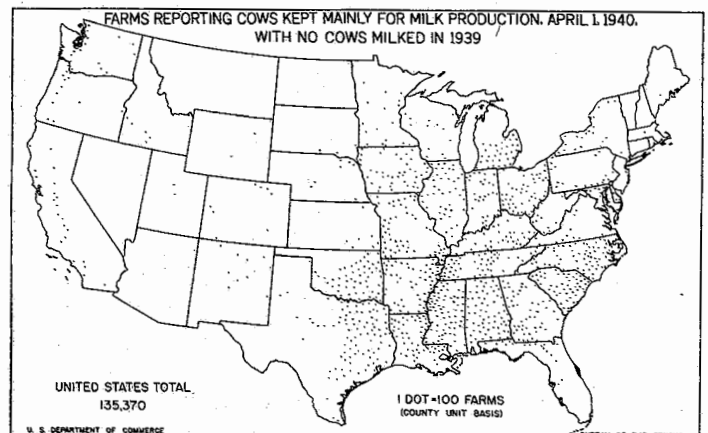 FARMS REPORTING COWS KEPT MAINLY FOR MILK PRODUCTION, APRIL 1, 1940,
WITH NO COWS MILKED IN 1939
UNITED STATES TOTAL
135,370
1 DOT=100 FARMS
(COUNTY UNIT BASIS)
U. S. DEPARTMENT OF COMMERCE